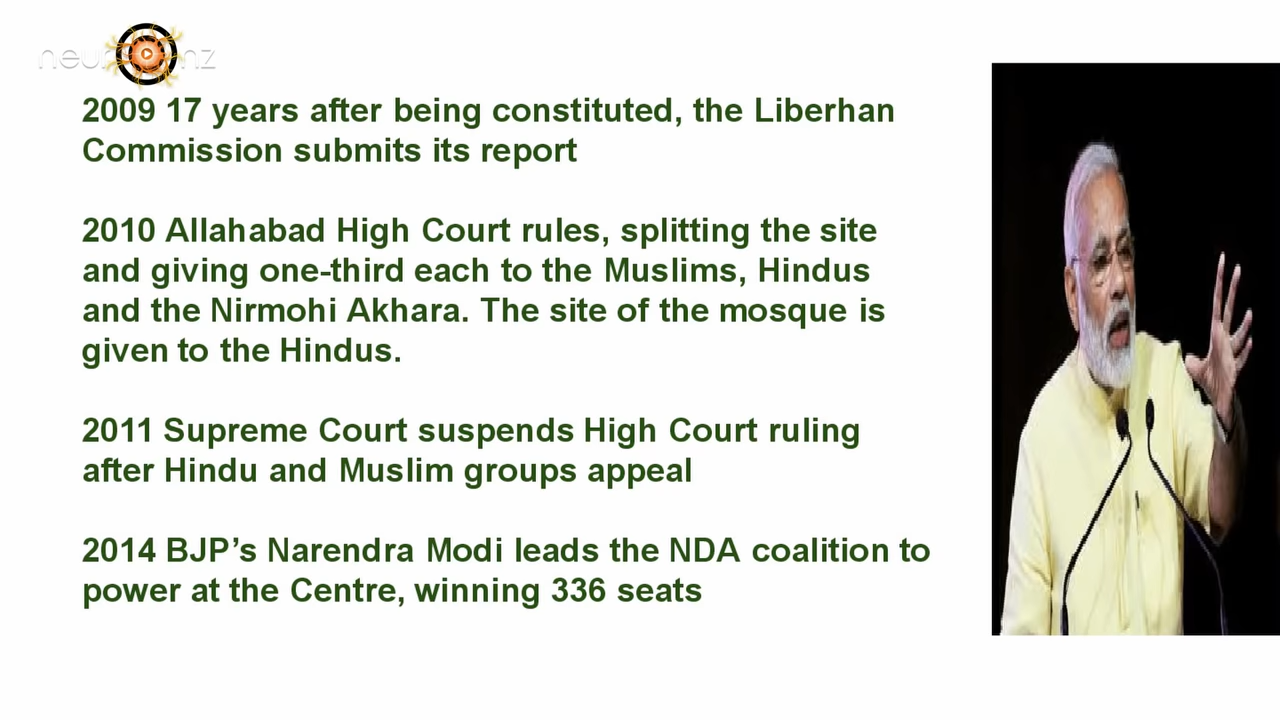 2009 17 years after being constituted, the Liberhan
Commission submits its report
2010 Allahabad High Court rules, splitting the site
and giving one-third each to the Muslims, Hindus
and the Nirmohi Akhara. The site of the mosque is
given to the Hindus.
2011 Supreme Court suspends High Court ruling
after Hindu and Muslim groups appeal
2014 BJP’s Narendra Modi leads the NDA coalition to
power at the Centre, winning 336 seats